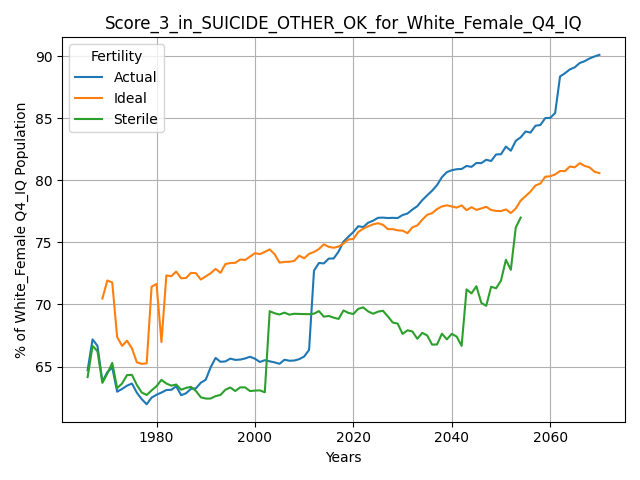 Score_3_in_SUICIDE_OTHER_OK_for_White_Female_Q4_IQ
Fertility
Actual
Ideal
Sterile
% of White_Female Q4_IQ Population
90
85
80
75
70
65
1980
2000
2020
2040
2060
Years